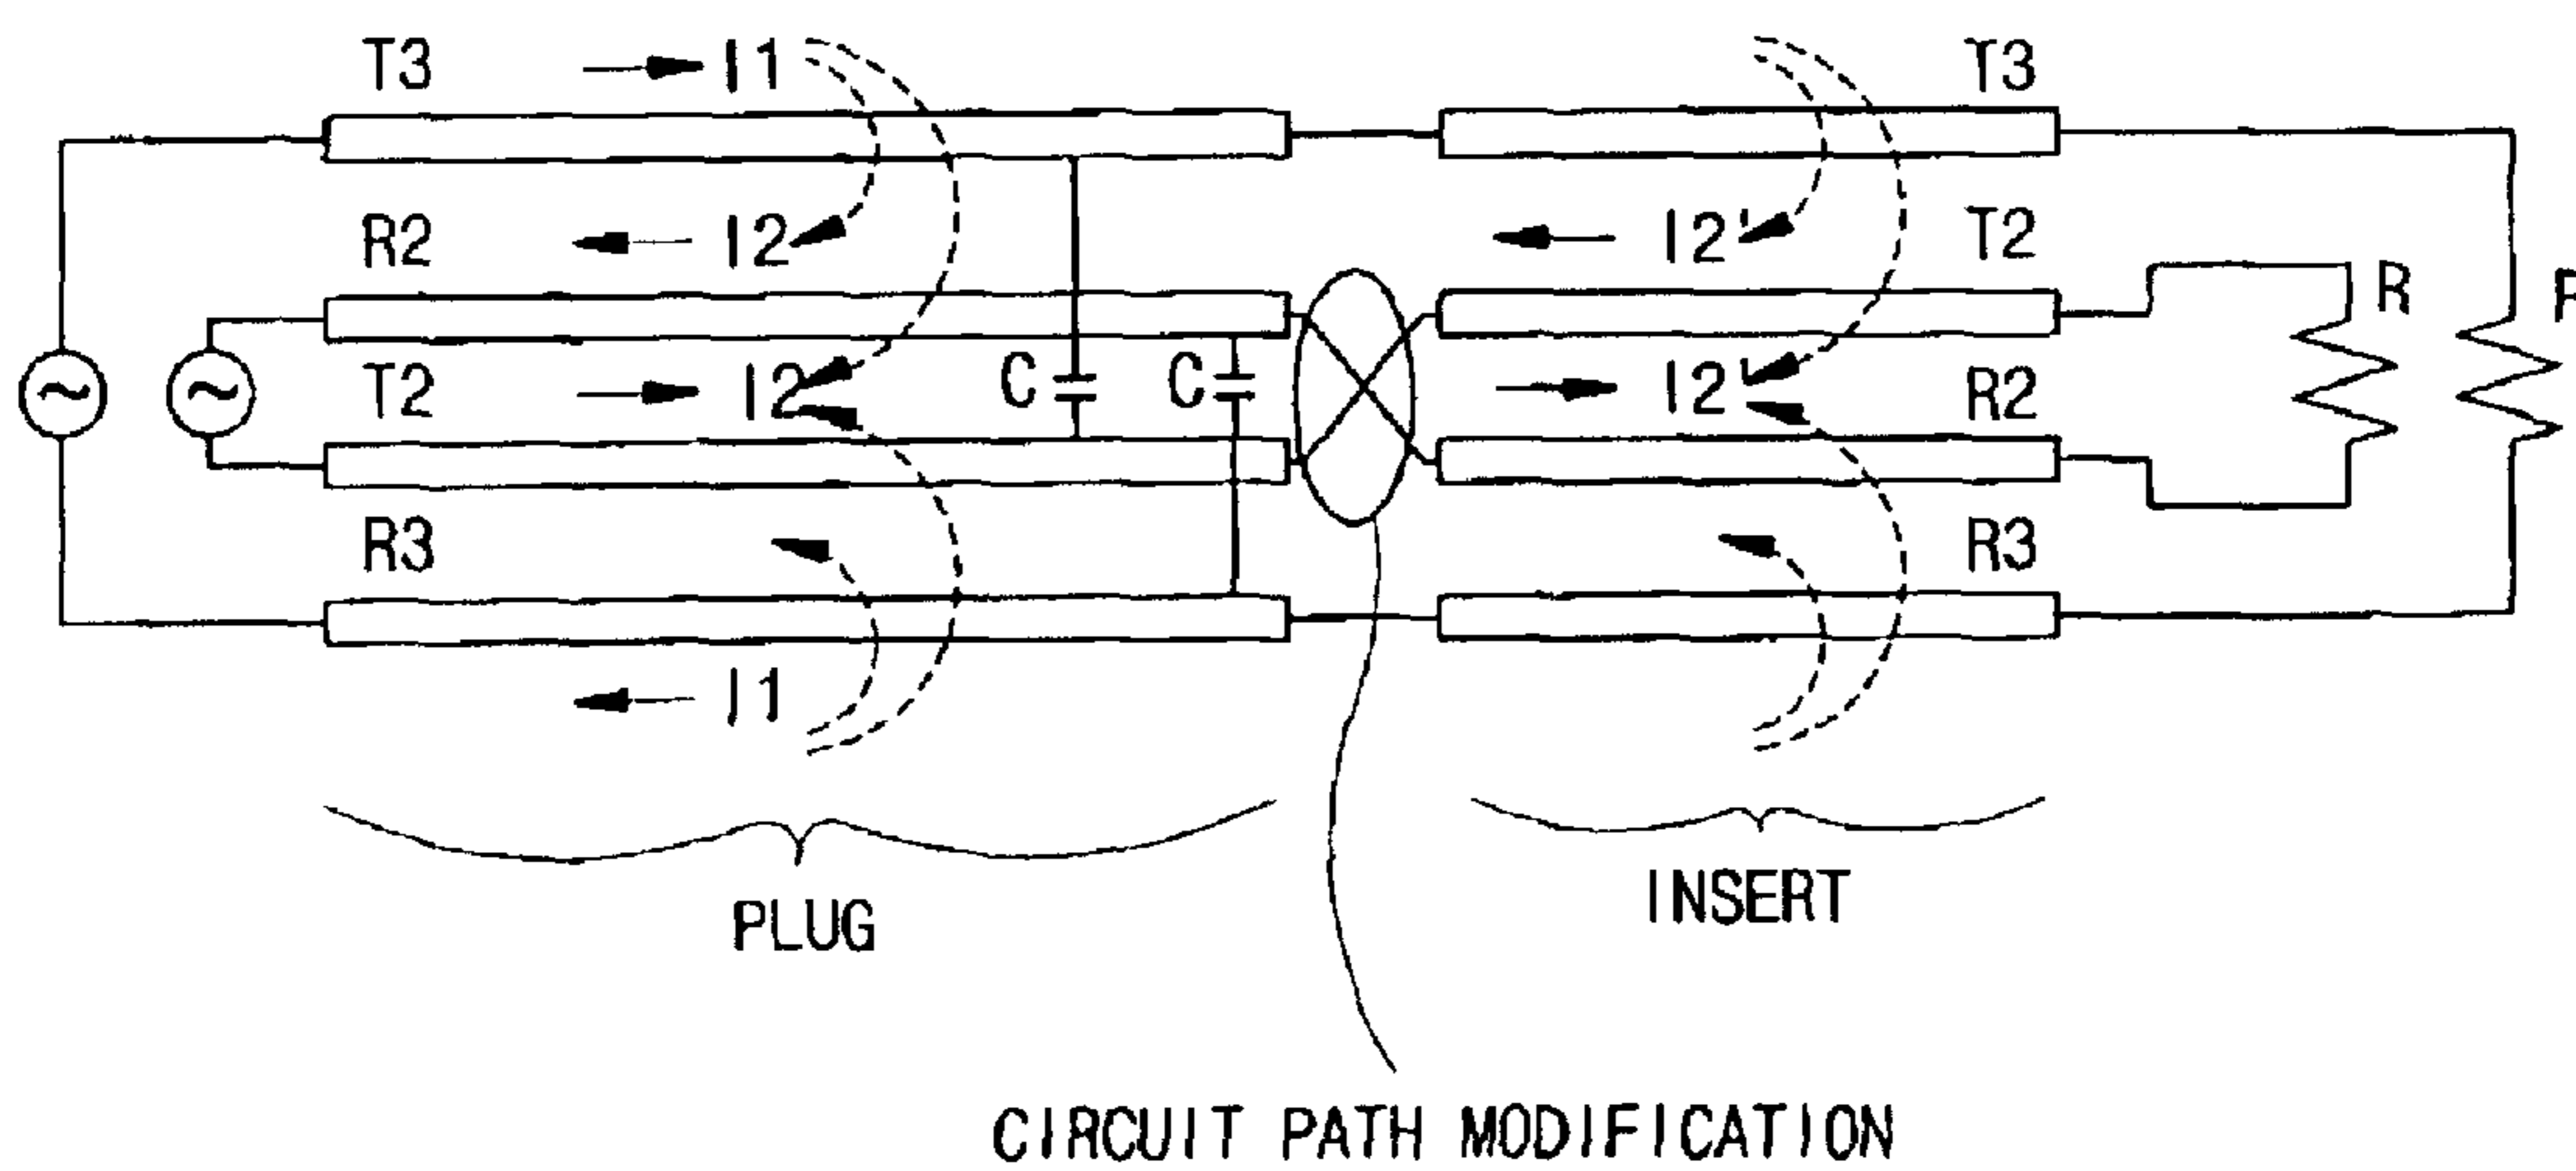 T3 I1 T3
R2 I2 I2' T2
R
T2 I2 C C I2' R2
R3 R3
I1
PLUG
INSERT
CIRCUIT PATH MODIFICATION